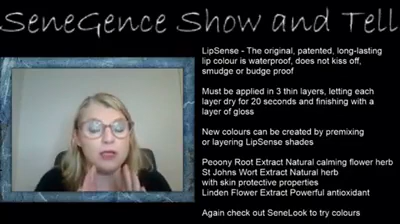 SeneGence Show and Tell
LipSense - The original, patented, long-lasting
lip colour is waterproof, does not kiss off,
smudge or budge proof
Must be applied in 3 thin layers, letting each
layer dry for 20 seconds and finishing with a
layer of gloss
New colours can be created by premixing
or layering LipSense shades
Peoony Root Extract Natural calming flower herb
St Johns Wort Extract Natural herb
with skin protective properties
Linden Flower Extract Powerful antioxidant
Again check out SeneLook to try colours